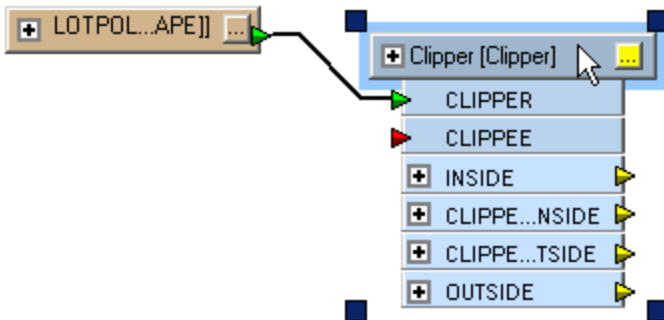 LOTPOL...APE]] ...
Clipper [Clipper] ...
CLIPPER
CLIPPEE
INSIDE
CLIPPE...NSIDE
CLIPPE...TSIDE
OUTSIDE